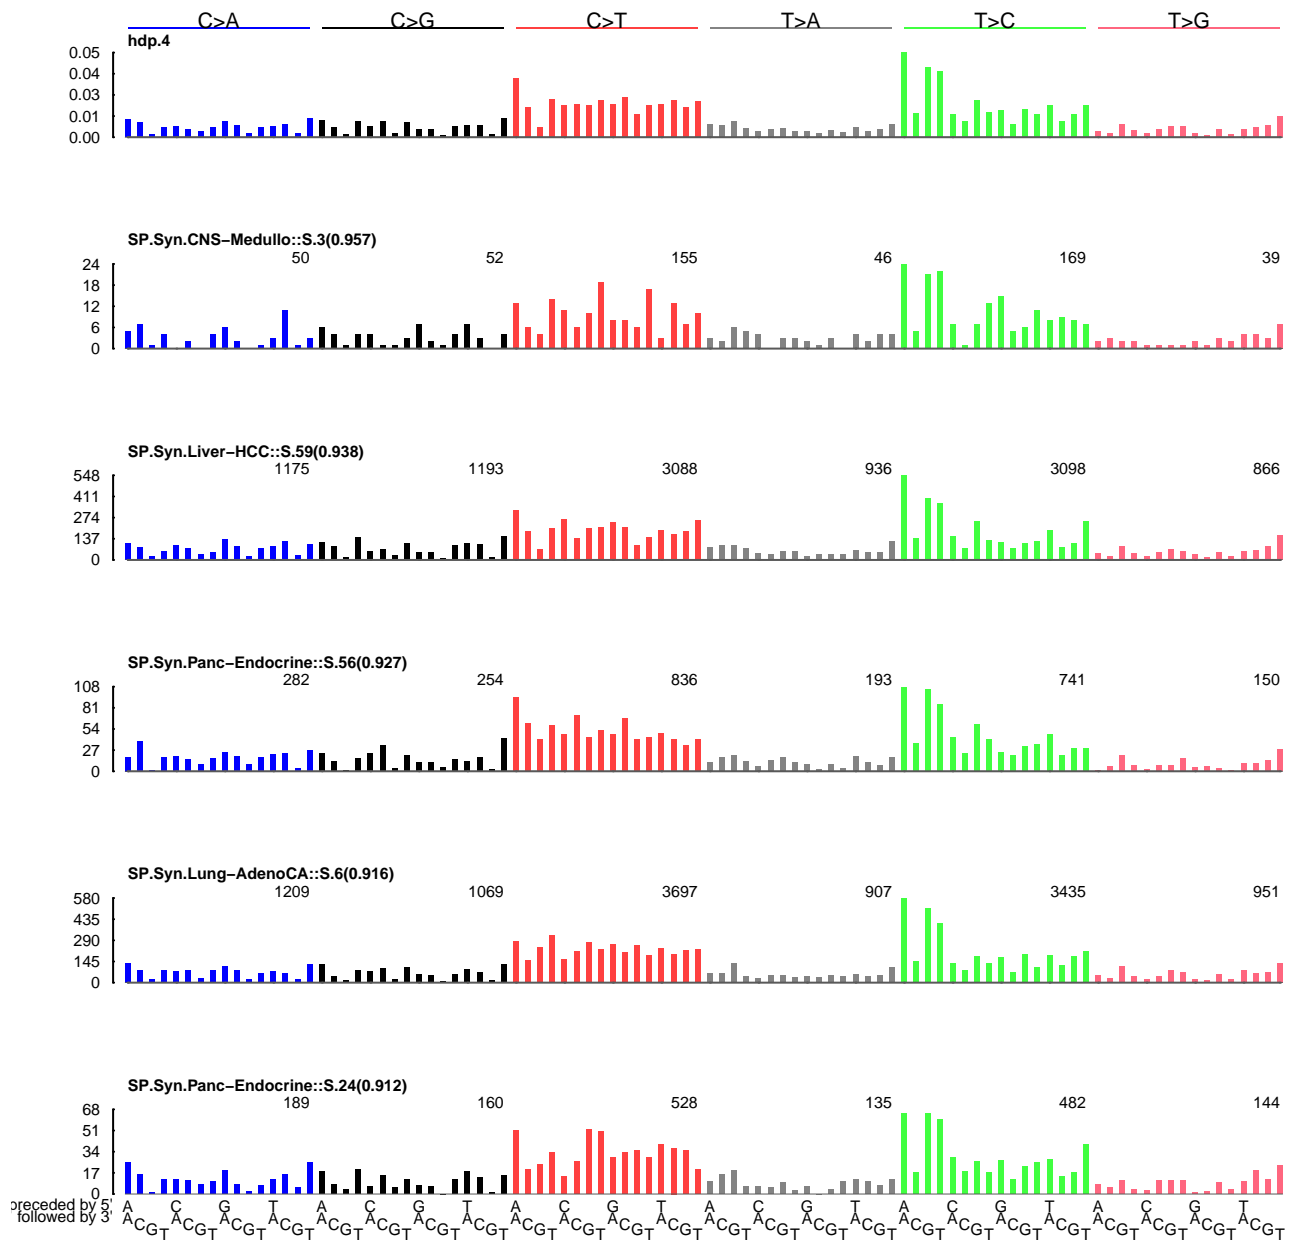 C>A C>G C>T T>A T>C T>G
hdp.4
0.05
0.04
0.03
0.01
0.00
SP.Syn.CNS−Medullo::S.3(0.957)
50 52 155 46 169 39
24
18
12
6
0
SP.Syn.Liver−HCC::S.59(0.938)
1175 1193 3088 936 3098 866
548
411
274
137
0
SP.Syn.Panc−Endocrine::S.56(0.927)
282 254 836 193 741 150
108
81
54
27
0
SP.Syn.Lung−AdenoCA::S.6(0.916)
1209 1069 3697 907 3435 951
580
435
290
145
0
SP.Syn.Panc−Endocrine::S.24(0.912)
189 160 528 135 482 144
68
51
34
17
0
preceded by 5' A C G T A C G T A C G T A C G T A C G T A C G T
followed by 3' A C G T A C G T A C G T A C G T A C G T A C G T A C G T A C G T A C G T A C G T A C G T A C G T A C G T A C G T A C G T A C G T A C G T A C G T A C G T A C G T A C G T A C G T A C G T A C G T